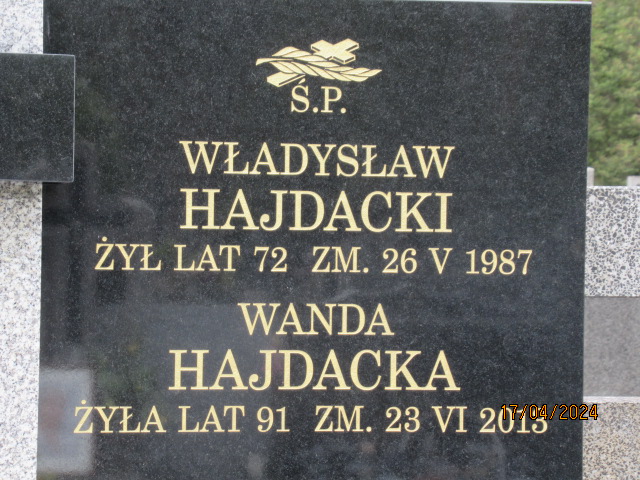 Ś.P.
WŁADYSŁAW
HAJDACKI
ŻYŁ LAT 72 ZM. 26 V 1987
WANDA
HAJDACKA
ŻYŁA LAT 91 ZM. 23 VI 2013
17/04/2024